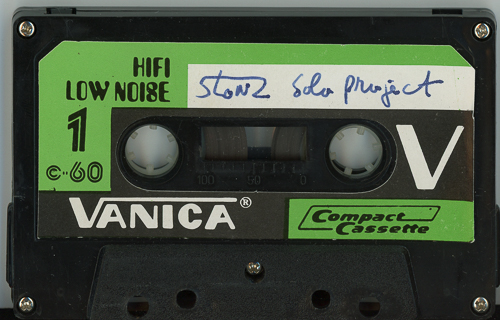 HIFI
LOW NOISE
Stonz Solo project
1
C-60
100 50 0
V
VANICA®
Compact
Cassette